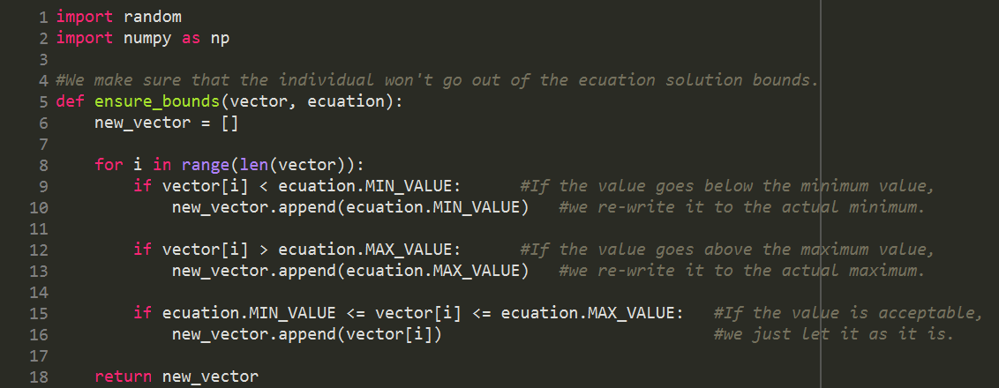 1 import random
2 import numpy as np
3
4 #We make sure that the individual won't go out of the ecuation solution bounds.
5 def ensure_bounds(vector, ecuation):
6     new_vector = []
7
8     for i in range(len(vector)):
9         if vector[i] < ecuation.MIN_VALUE:      #If the value goes below the minimum value,
10             new_vector.append(ecuation.MIN_VALUE)   #we re-write it to the actual minimum.
11
12         if vector[i] > ecuation.MAX_VALUE:      #If the value goes above the maximum value,
13             new_vector.append(ecuation.MAX_VALUE)   #we re-write it to the actual maximum.
14
15         if ecuation.MIN_VALUE <= vector[i] <= ecuation.MAX_VALUE:   #If the value is acceptable,
16             new_vector.append(vector[i])                            #we just let it as it is.
17
18     return new_vector